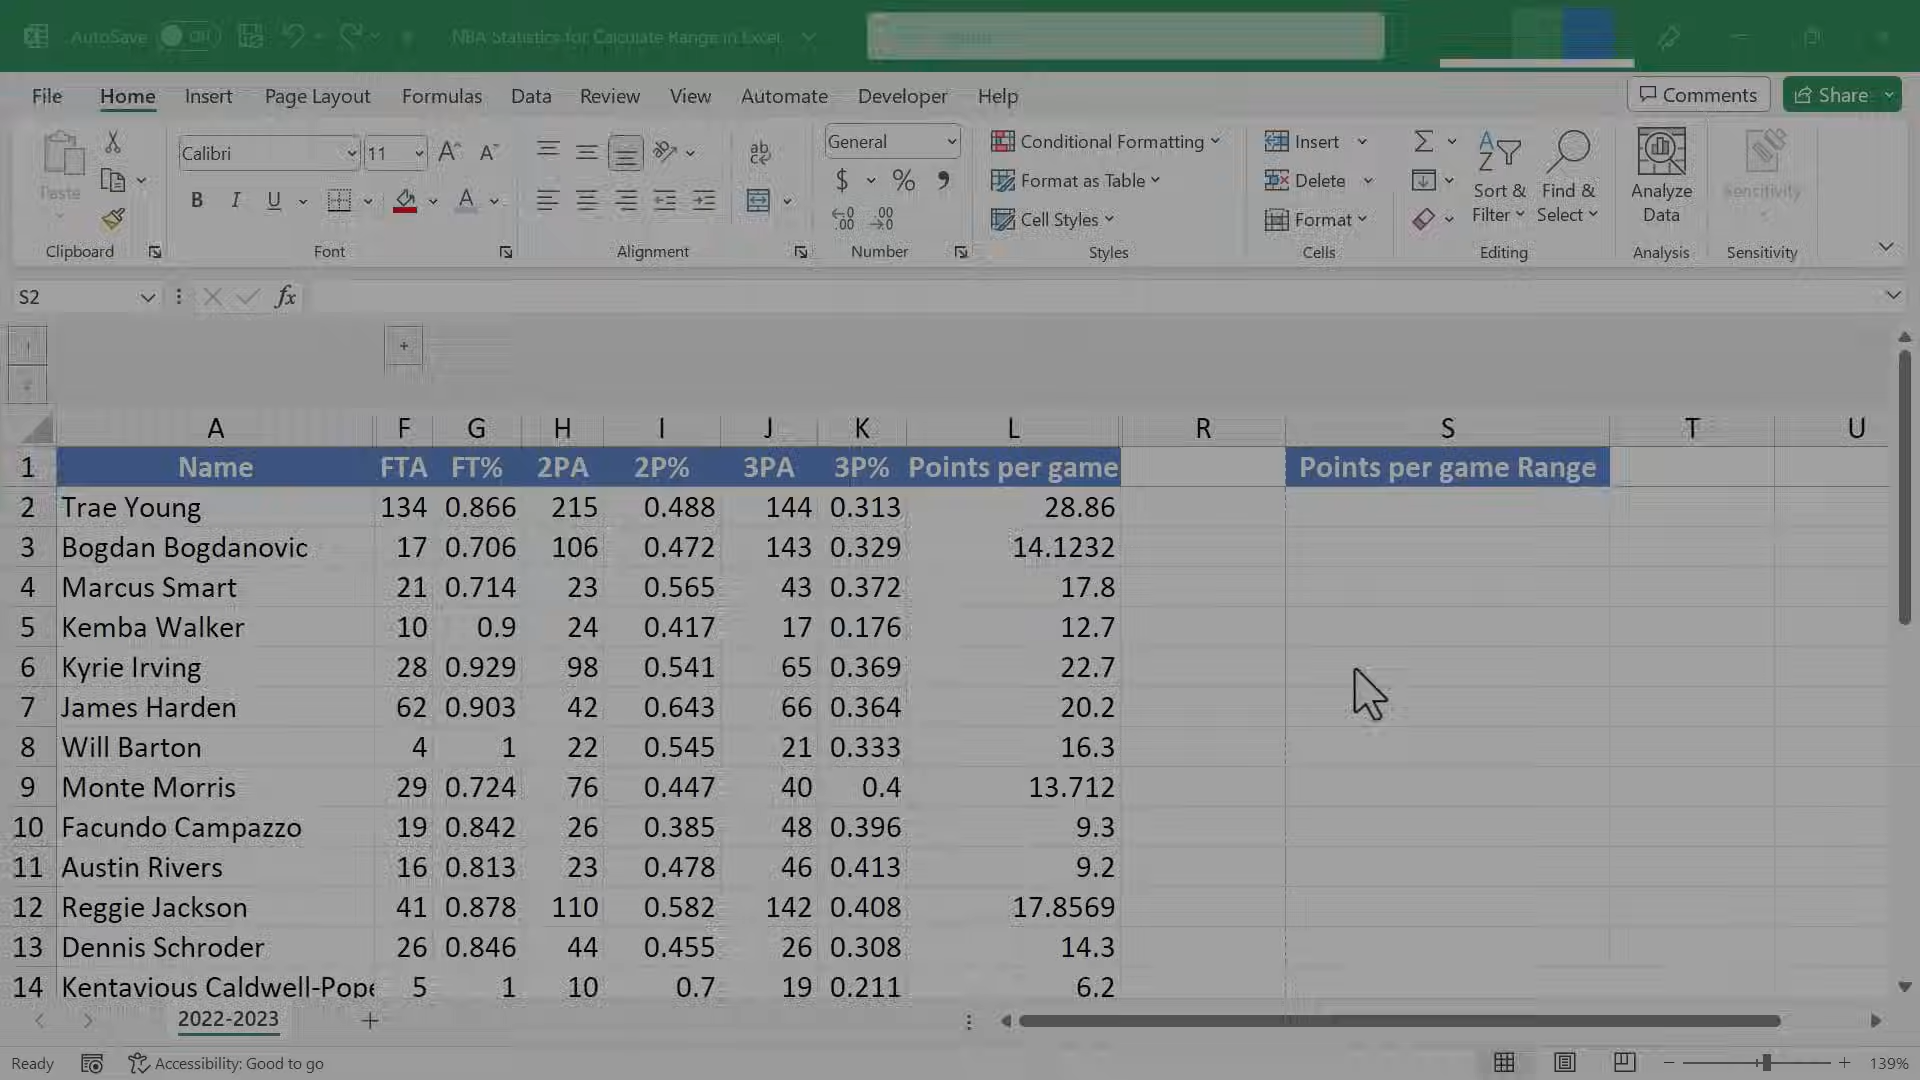 AutoSave Off NBA Statistics for Calculate Range in Excel
File Home Insert Page Layout Formulas Data Review View Automate Developer Help Comments Share
Paste Calibri 11 A^ Aˇ ab General Conditional Formatting Insert Σ Sort & Filter Find & Select Analyze Data Sensitivity
B I U A $ % , Format as Table Delete
Cell Styles Format
Clipboard Font Alignment Number Styles Cells Editing Analysis Sensitivity
S2 fx
A F G H I J K L R S T U
1 Name FTA FT% 2PA 2P% 3PA 3P% Points per game Points per game Range
2 Trae Young 134 0.866 215 0.488 144 0.313 28.86
3 Bogdan Bogdanovic 17 0.706 106 0.472 143 0.329 14.1232
4 Marcus Smart 21 0.714 23 0.565 43 0.372 17.8
5 Kemba Walker 10 0.9 24 0.417 17 0.176 12.7
6 Kyrie Irving 28 0.929 98 0.541 65 0.369 22.7
7 James Harden 62 0.903 42 0.643 66 0.364 20.2
8 Will Barton 4 1 22 0.545 21 0.333 16.3
9 Monte Morris 29 0.724 76 0.447 40 0.4 13.712
10 Facundo Campazzo 19 0.842 26 0.385 48 0.396 9.3
11 Austin Rivers 16 0.813 23 0.478 46 0.413 9.2
12 Reggie Jackson 41 0.878 110 0.582 142 0.408 17.8569
13 Dennis Schroder 26 0.846 44 0.455 26 0.308 14.3
14 Kentavious Caldwell-Pope 5 1 10 0.7 19 0.211 6.2
2022-2023
Ready Accessibility: Good to go 139%